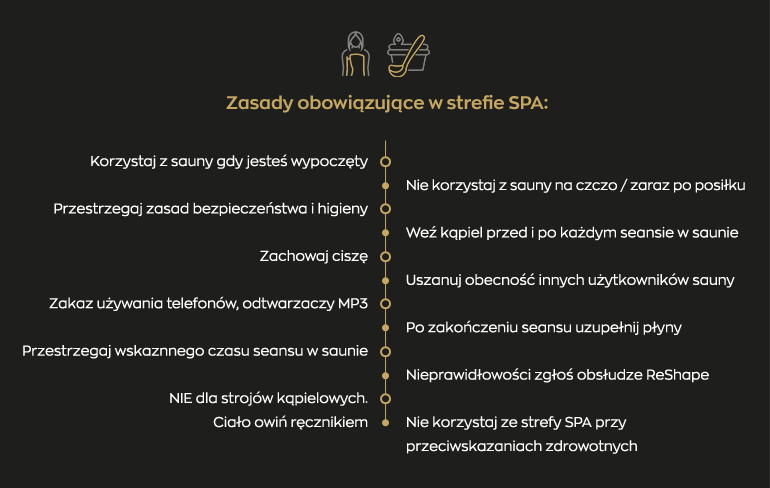 Zasady obowiązujące w strefie SPA:
Korzystaj z sauny gdy jesteś wypoczęty
Nie korzystaj z sauny na czczo / zaraz po posiłku
Przestrzegaj zasad bezpieczeństwa i higieny
Weź kąpiel przed i po każdym seansie w saunie
Zachowaj ciszę
Uszanuj obecność innych użytkowników sauny
Zakaz używania telefonów, odtwarzaczy MP3
Po zakończeniu seansu uzupełnij płyny
Przestrzegaj wskaznnego czasu seansu w saunie
Nieprawidłowości zgłoś obsłudze ReShape
NIE dla strojów kąpielowych.
Ciało owiń ręcznikiem
Nie korzystaj ze strefy SPA przy
przeciwskazaniach zdrowotnych